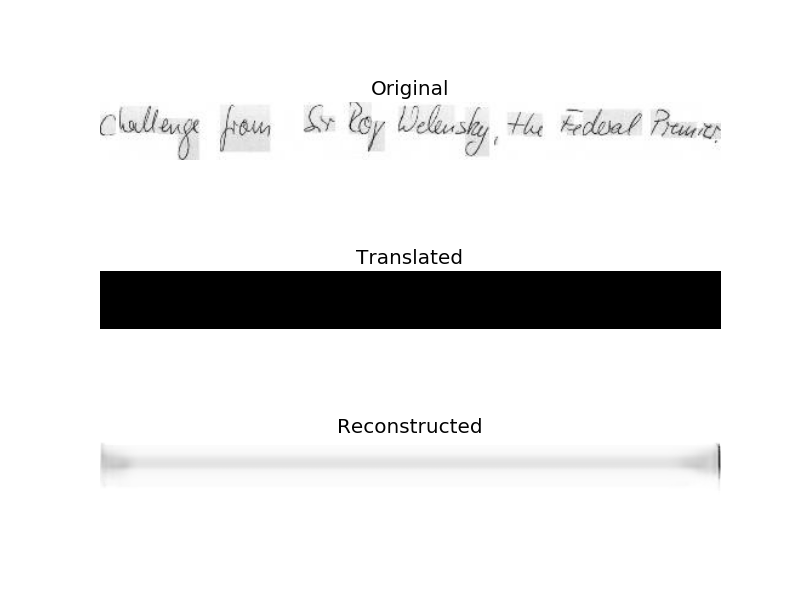 Original
Challenge from Sir Roy Welensky, the Federal Premier.
Translated
Reconstructed